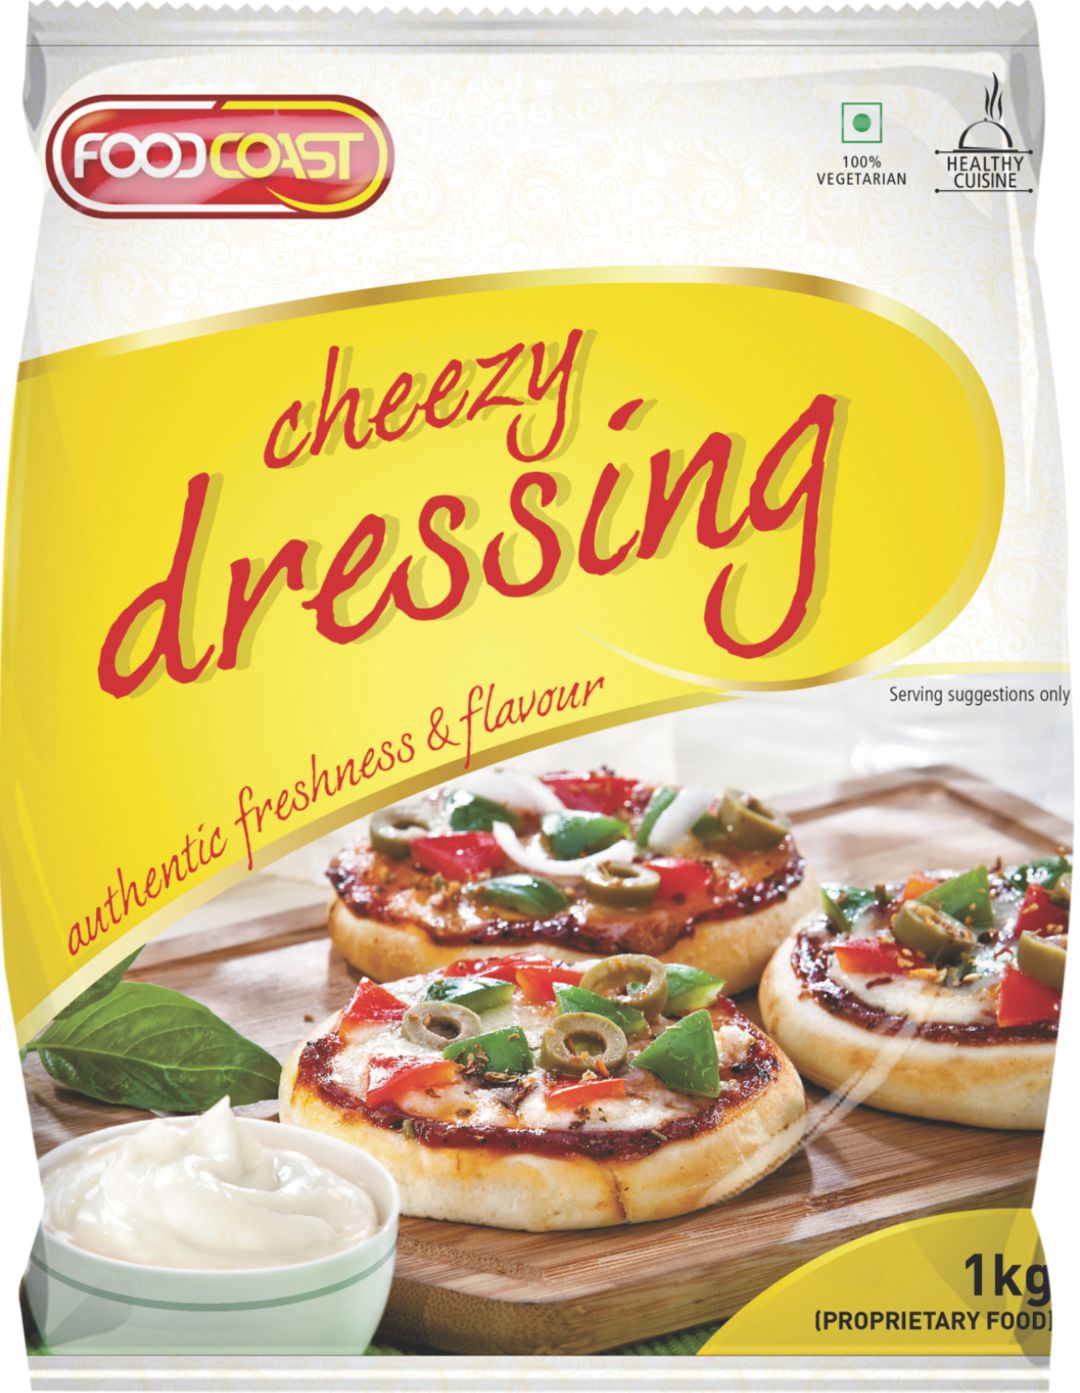 FOODCOAST
100%
VEGETARIAN
HEALTHY
CUISINE
cheezy
dressing
authentic freshness & flavour
Serving suggestions only
1kg
(PROPRIETARY FOOD)